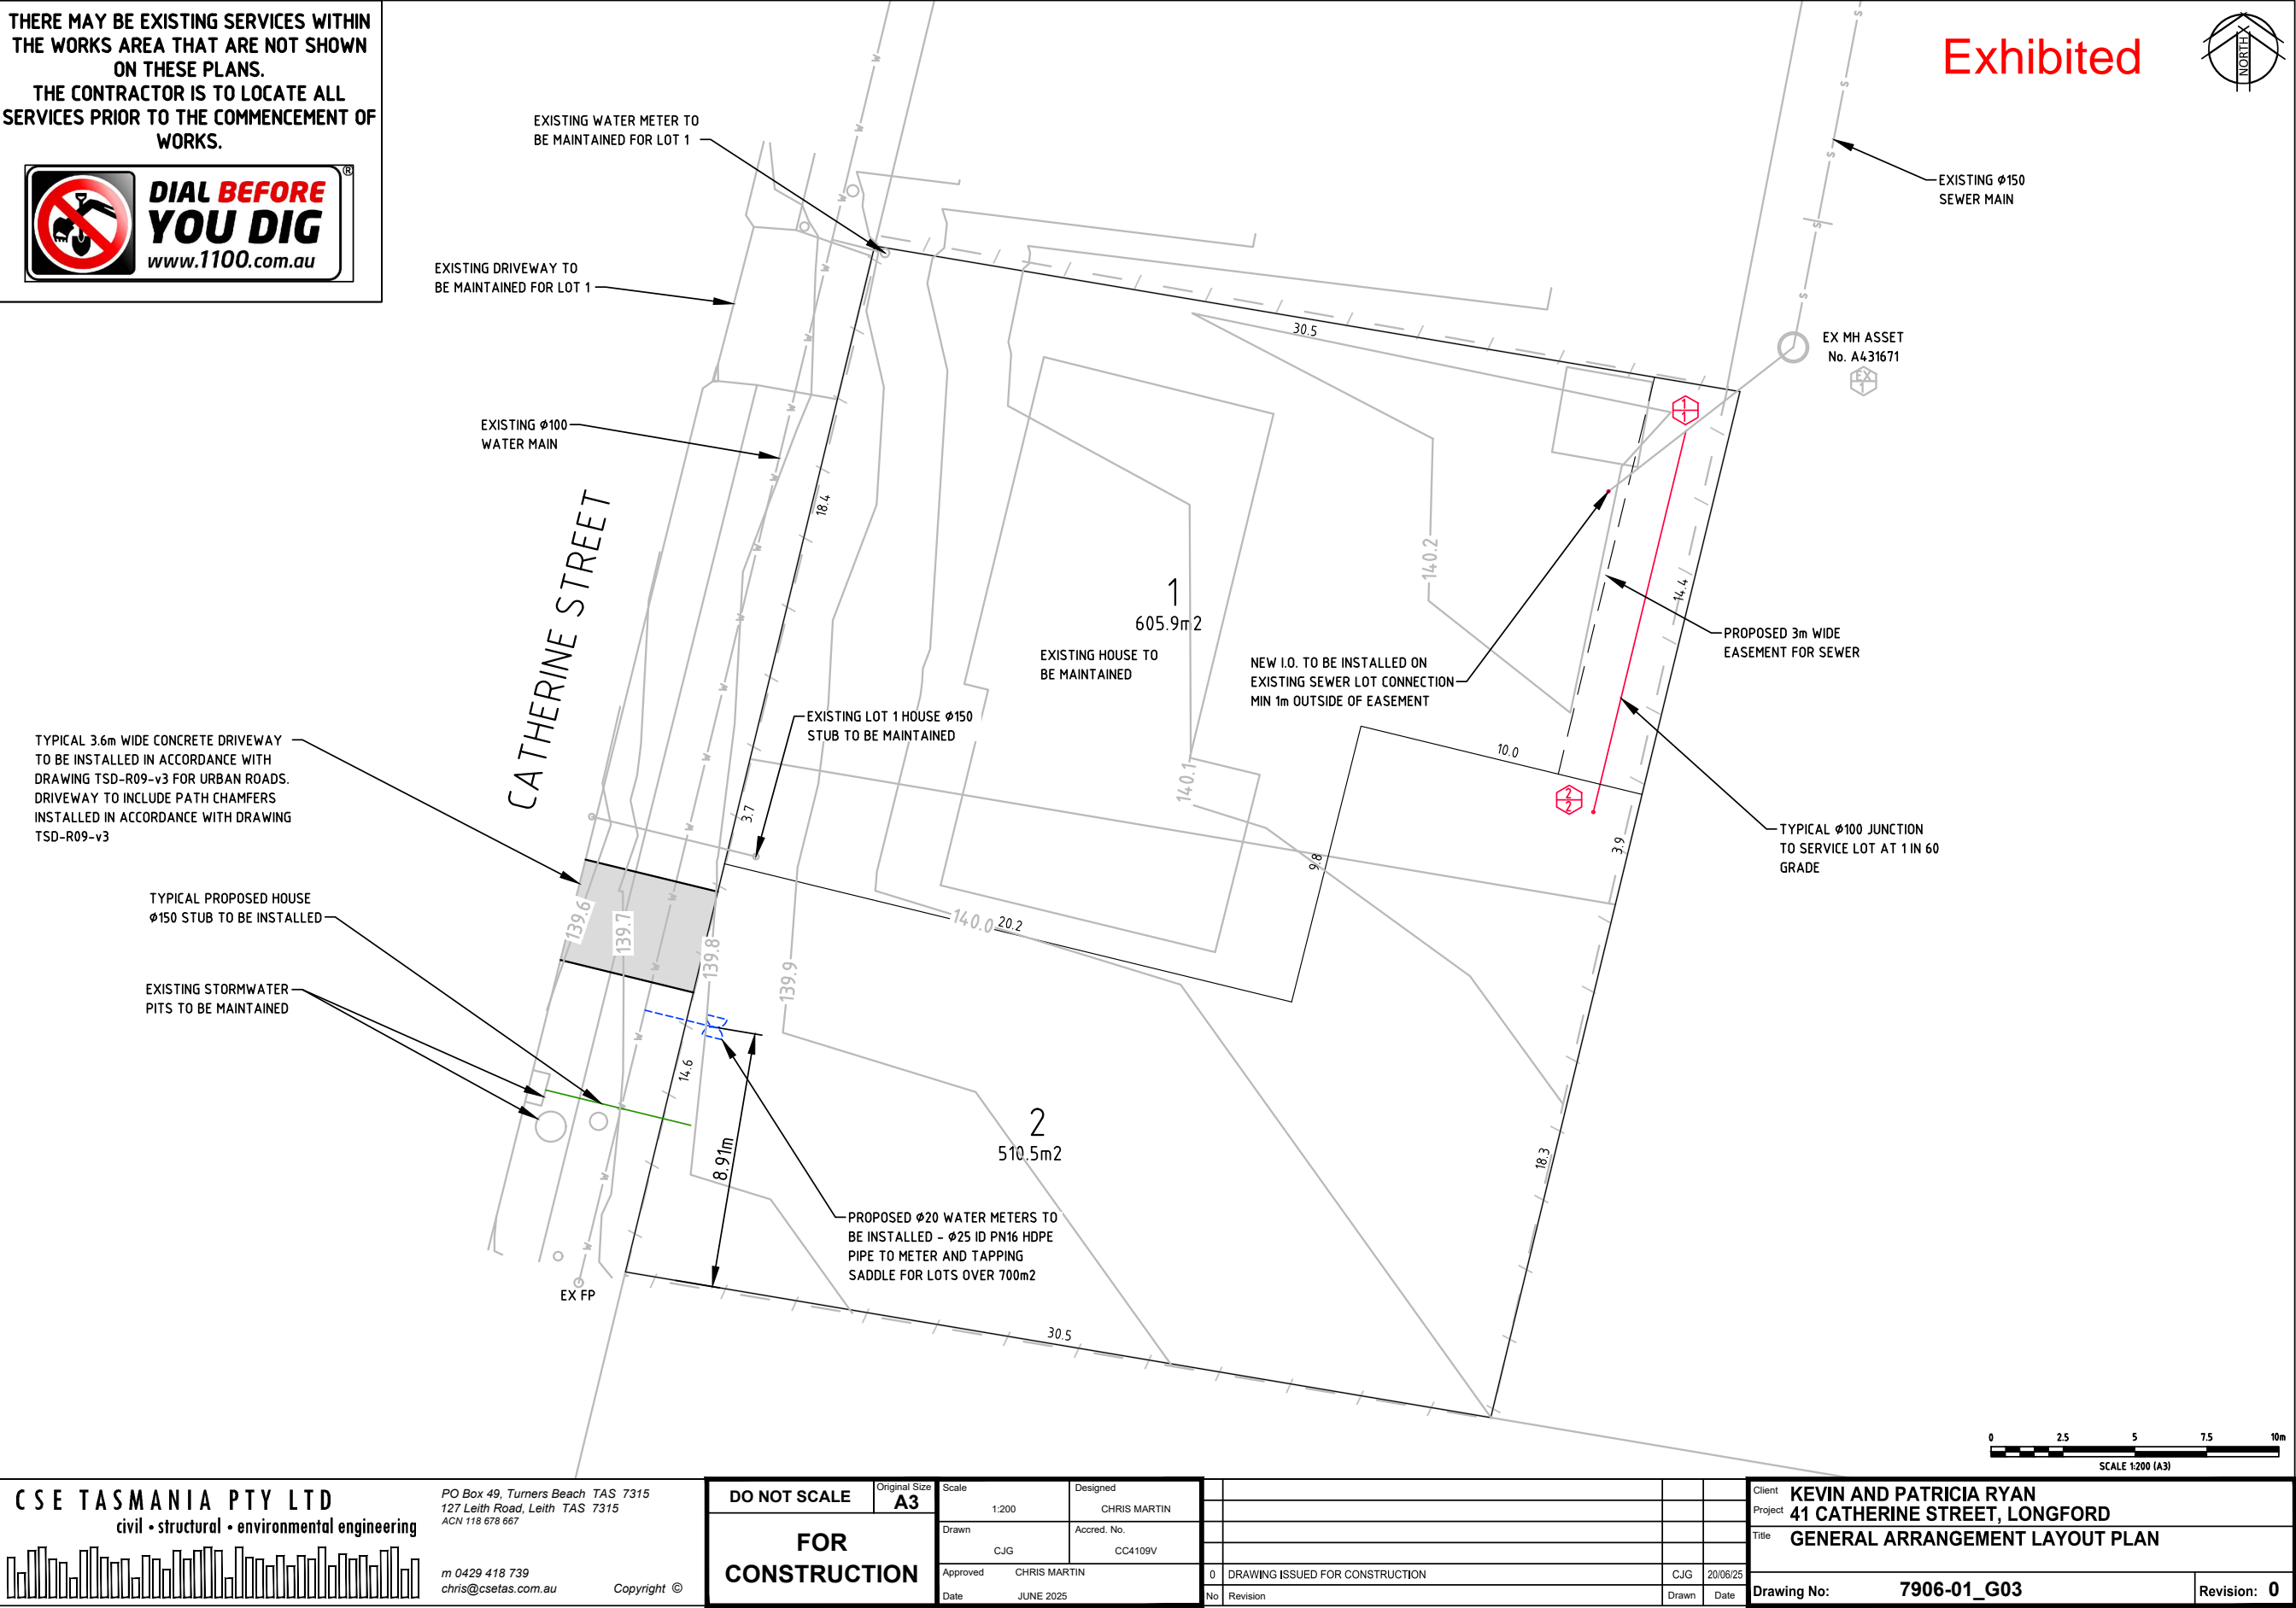 THERE MAY BE EXISTING SERVICES WITHIN
THE WORKS AREA THAT ARE NOT SHOWN
ON THESE PLANS.
THE CONTRACTOR IS TO LOCATE ALL
SERVICES PRIOR TO THE COMMENCEMENT OF
WORKS.
DIAL BEFORE
YOU DIG
www.1100.com.au
®
Exhibited
NORTH
EXISTING WATER METER TO
BE MAINTAINED FOR LOT 1
EXISTING Ø150
SEWER MAIN
EXISTING DRIVEWAY TO
BE MAINTAINED FOR LOT 1
30.5
EX MH ASSET
No. A431671
EX
1
1
1
EXISTING Ø100
WATER MAIN
18.4
CATHERINE STREET
140.2
14.4
1
605.9m2
EXISTING HOUSE TO
BE MAINTAINED
PROPOSED 3m WIDE
EASEMENT FOR SEWER
NEW I.O. TO BE INSTALLED ON
EXISTING SEWER LOT CONNECTION
MIN 1m OUTSIDE OF EASEMENT
EXISTING LOT 1 HOUSE Ø150
STUB TO BE MAINTAINED
TYPICAL 3.6m WIDE CONCRETE DRIVEWAY
TO BE INSTALLED IN ACCORDANCE WITH
DRAWING TSD-R09-v3 FOR URBAN ROADS.
DRIVEWAY TO INCLUDE PATH CHAMFERS
INSTALLED IN ACCORDANCE WITH DRAWING
TSD-R09-v3
10.0
140.1
3.7
2
2
9.8
3.9
TYPICAL Ø100 JUNCTION
TO SERVICE LOT AT 1 IN 60
GRADE
TYPICAL PROPOSED HOUSE
Ø150 STUB TO BE INSTALLED
139.6
139.7
139.8
139.9
140.0
20.2
EXISTING STORMWATER
PITS TO BE MAINTAINED
14.6
8.91m
2
510.5m2
18.3
PROPOSED Ø20 WATER METERS TO
BE INSTALLED - Ø25 ID PN16 HDPE
PIPE TO METER AND TAPPING
SADDLE FOR LOTS OVER 700m2
EX FP
30.5
0 2.5 5 7.5 10m
SCALE 1:200 (A3)
CSE TASMANIA PTY LTD
civil • structural • environmental engineering
PO Box 49, Turners Beach TAS 7315
127 Leith Road, Leith TAS 7315
ACN 118 678 667
m 0429 418 739
chris@csetas.com.au Copyright ©
DO NOT SCALE
Original Size
A3
FOR
CONSTRUCTION
Scale
1:200
Designed
CHRIS MARTIN
Drawn
CJG
Accred. No.
CC4109V
Approved CHRIS MARTIN
Date JUNE 2025
0 DRAWING ISSUED FOR CONSTRUCTION CJG 20/06/25
No Revision Drawn Date
Client KEVIN AND PATRICIA RYAN
Project 41 CATHERINE STREET, LONGFORD
Title GENERAL ARRANGEMENT LAYOUT PLAN
Drawing No: 7906-01_G03 Revision: 0